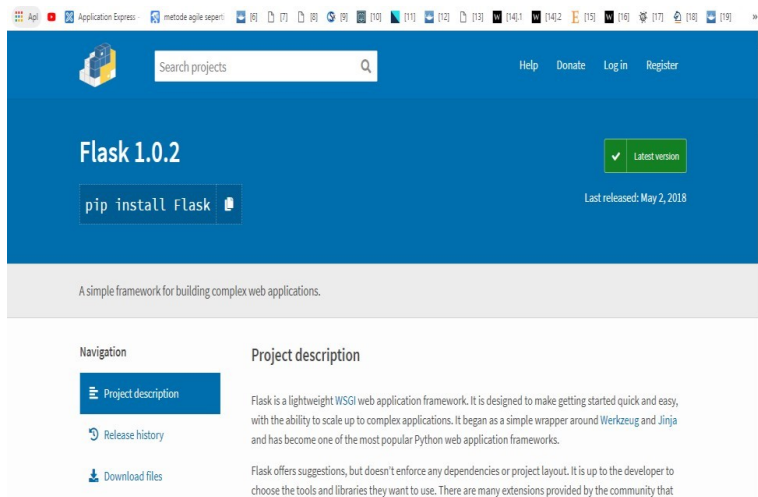 Apl
Application Express
metode agile seperti
[6]
[7]
[8]
[9]
[10]
[11]
[12]
[13]
[14].1
[14].2
[15]
[16]
[17]
[18]
[19]
»
Search projects
Help
Donate
Log in
Register
Flask 1.0.2
Latest version
pip install Flask
Last released: May 2, 2018
A simple framework for building complex web applications.
Navigation
Project description
Project description
Flask is a lightweight WSGI web application framework. It is designed to make getting started quick and easy,
with the ability to scale up to complex applications. It began as a simple wrapper around Werkzeug and Jinja
and has become one of the most popular Python web application frameworks.
Release history
Download files
Flask offers suggestions, but doesn't enforce any dependencies or project layout. It is up to the developer to
choose the tools and libraries they want to use. There are many extensions provided by the community that